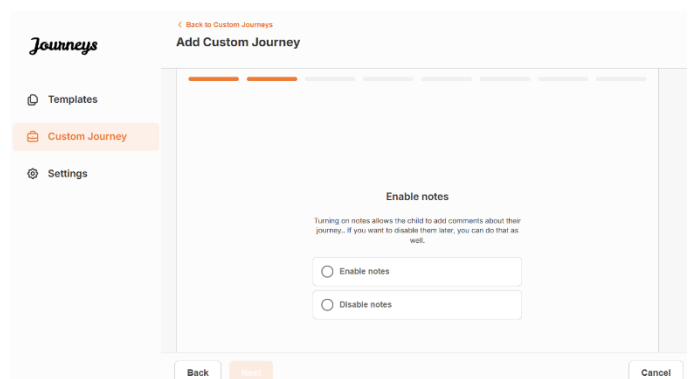 Journeys
Templates
Custom Journey
Settings
< Back to Custom Journeys
Add Custom Journey
Enable notes
Turning on notes allows the child to add comments about their
journey.. If you want to disable them later, you can do that as
well.
Enable notes
Disable notes
Back
Next
Cancel